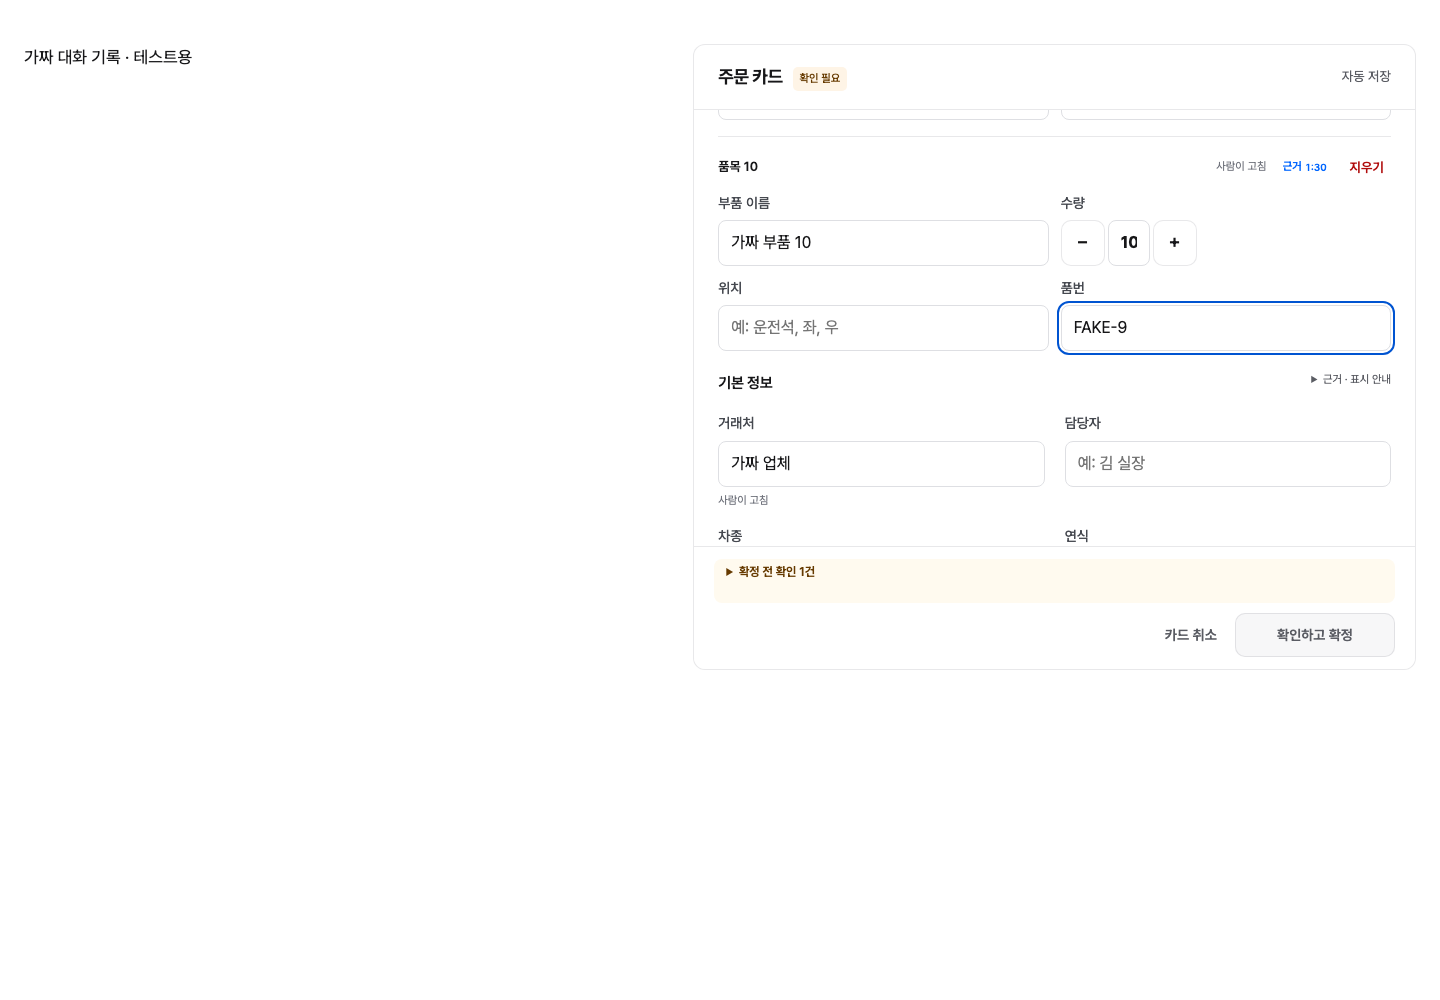 가짜 대화 기록 · 테스트용
주문 카드 확인 필요 자동 저장
품목 10 사람이 고침 근거 1:30 지우기
부품 이름 수량
가짜 부품 10 − 10 +
위치 품번
예: 운전석, 좌, 우 FAKE-9
기본 정보 ▶ 근거 · 표시 안내
거래처 담당자
가짜 업체 예: 김 실장
사람이 고침
차종 연식
▶ 확정 전 확인 1건
카드 취소 확인하고 확정